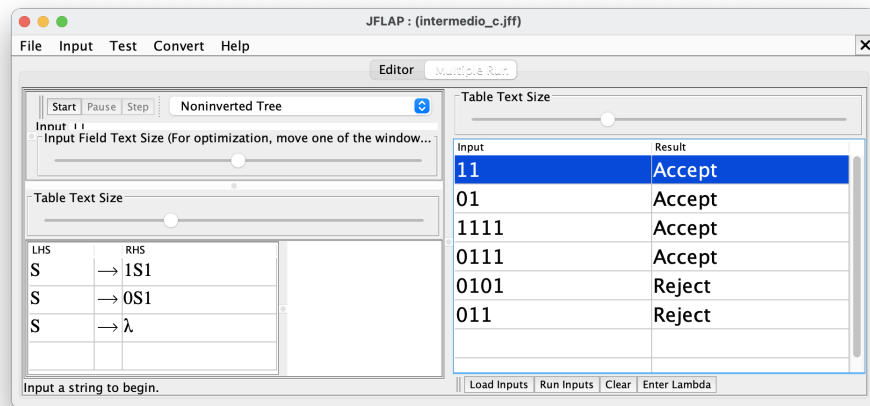 JFLAP : (intermedio_c.jff)
File Input Test Convert Help
Editor Multiple Run
Start Pause Step Noninverted Tree
Input
Input Field Text Size (For optimization, move one of the window...
Table Text Size
LHS RHS
S → 1S1
S → 0S1
S → λ
Input a string to begin.
Table Text Size
Input Result
11 Accept
01 Accept
1111 Accept
0111 Accept
0101 Reject
011 Reject
Load Inputs Run Inputs Clear Enter Lambda